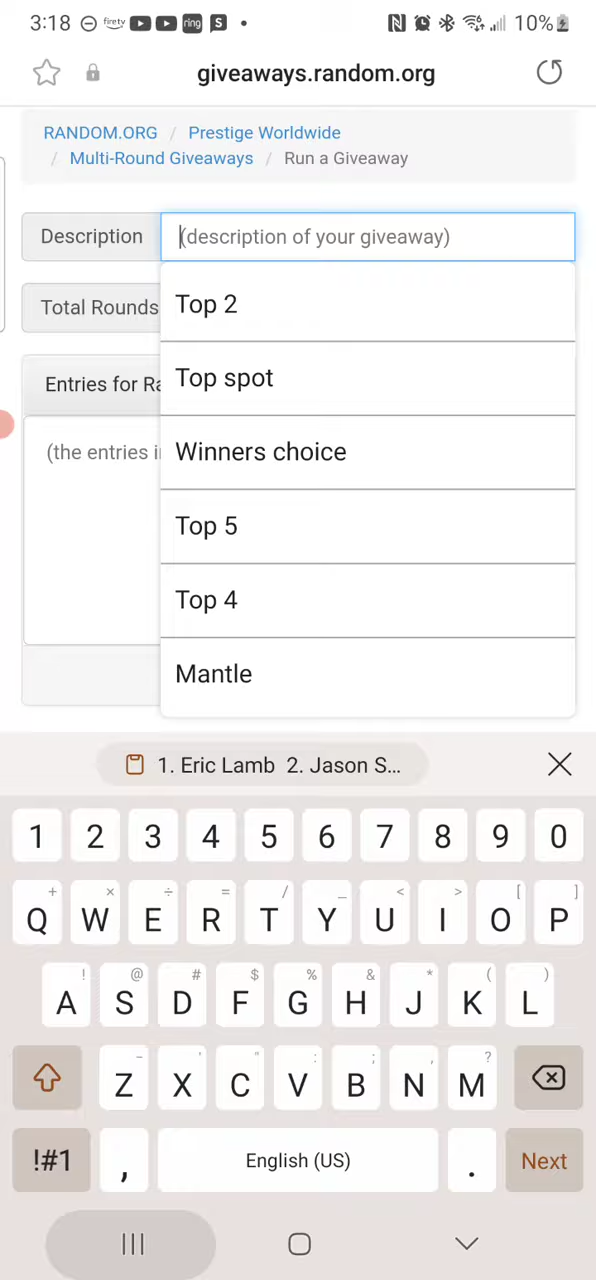 3:18 firetv ring S 10%
giveaways.random.org
RANDOM.ORG / Prestige Worldwide
/ Multi-Round Giveaways / Run a Giveaway
Description (description of your giveaway)
Top 2
Total Rounds
Top spot
Entries for Ra
Winners choice
(the entries i
Top 5
Top 4
Mantle
1. Eric Lamb 2. Jason S...
1 2 3 4 5 6 7 8 9 0
+ × ÷ = / _ < > [ ]
Q W E R T Y U I O P
! @ # $ % & * ( )
A S D F G H J K L
- ' " : ; , ?
Z X C V B N M
!#1 , English (US) . Next